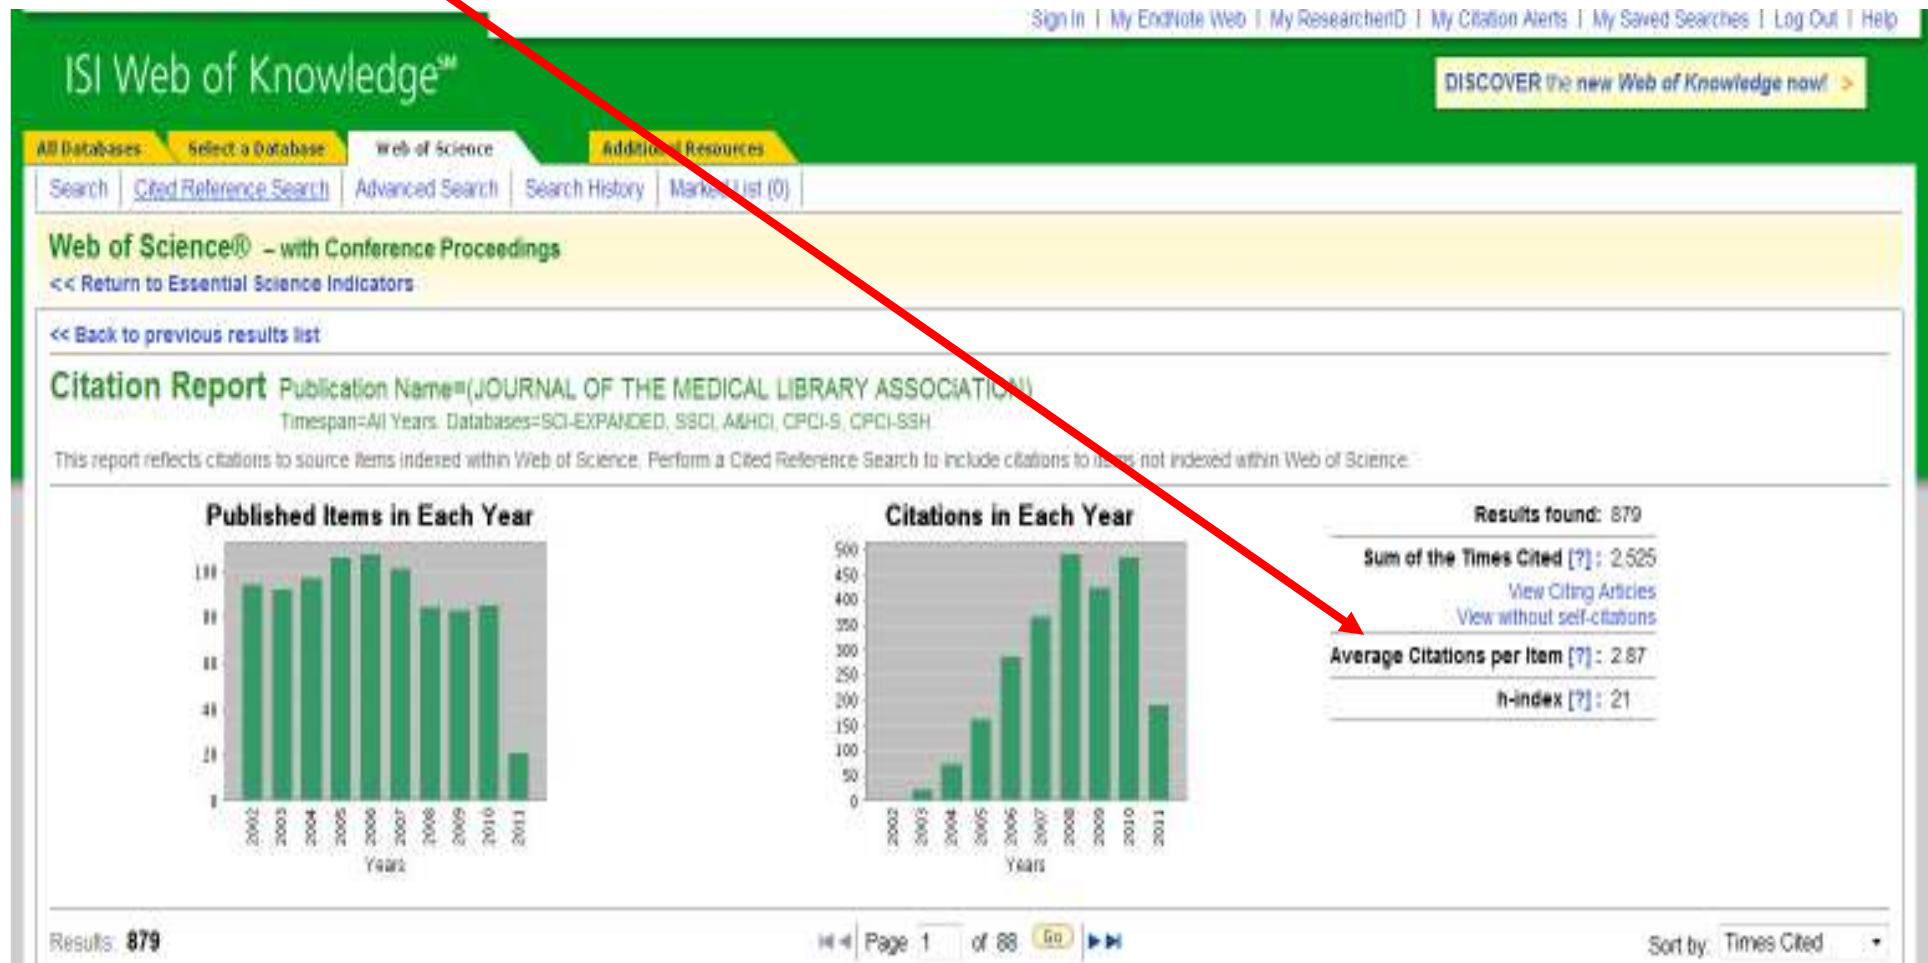 Sign In | My EndNote Web | My ResearcherID | My Citation Alerts | My Saved Searches | Log Out | Help
ISI Web of Knowledge℠
DISCOVER the new Web of Knowledge now! >
All Databases Select a Database Web of Science Additional Resources
Search | Cited Reference Search | Advanced Search | Search History | Marked List (0)
Web of Science® – with Conference Proceedings
<< Return to Essential Science Indicators
<< Back to previous results list
Citation Report Publication Name=(JOURNAL OF THE MEDICAL LIBRARY ASSOCIATION)
Timespan=All Years. Databases=SCI-EXPANDED, SSCI, A&HCI, CPCI-S, CPCI-SSH.
This report reflects citations to source items indexed within Web of Science. Perform a Cited Reference Search to include citations to items not indexed within Web of Science.
Published Items in Each Year
100
80
60
40
20
0
2002 2003 2004 2005 2006 2007 2008 2009 2010 2011
Years
Citations in Each Year
500
450
400
350
300
250
200
150
100
50
0
2002 2003 2004 2005 2006 2007 2008 2009 2010 2011
Years
Results found: 879
Sum of the Times Cited [?] : 2,525
View Citing Articles
View without self-citations
Average Citations per Item [?] : 2.87
h-index [?] : 21
Results: 879
Page 1 of 88 Go
Sort by: Times Cited